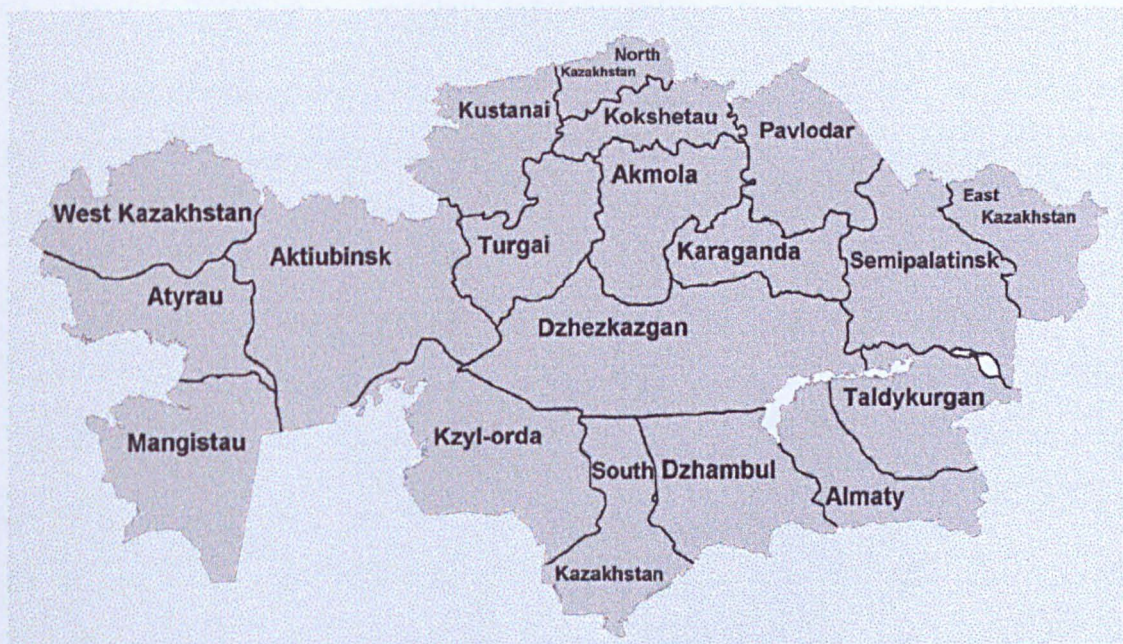 North
Kazakhstan
Kustanai
Kokshetau
Pavlodar
Akmola
East
Kazakhstan
West Kazakhstan
Aktiubinsk
Turgai
Karaganda
Semipalatinsk
Atyrau
Dzhezkazgan
Taldykurgan
Mangistau
Kzyl-orda
South
Dzhambul
Almaty
Kazakhstan